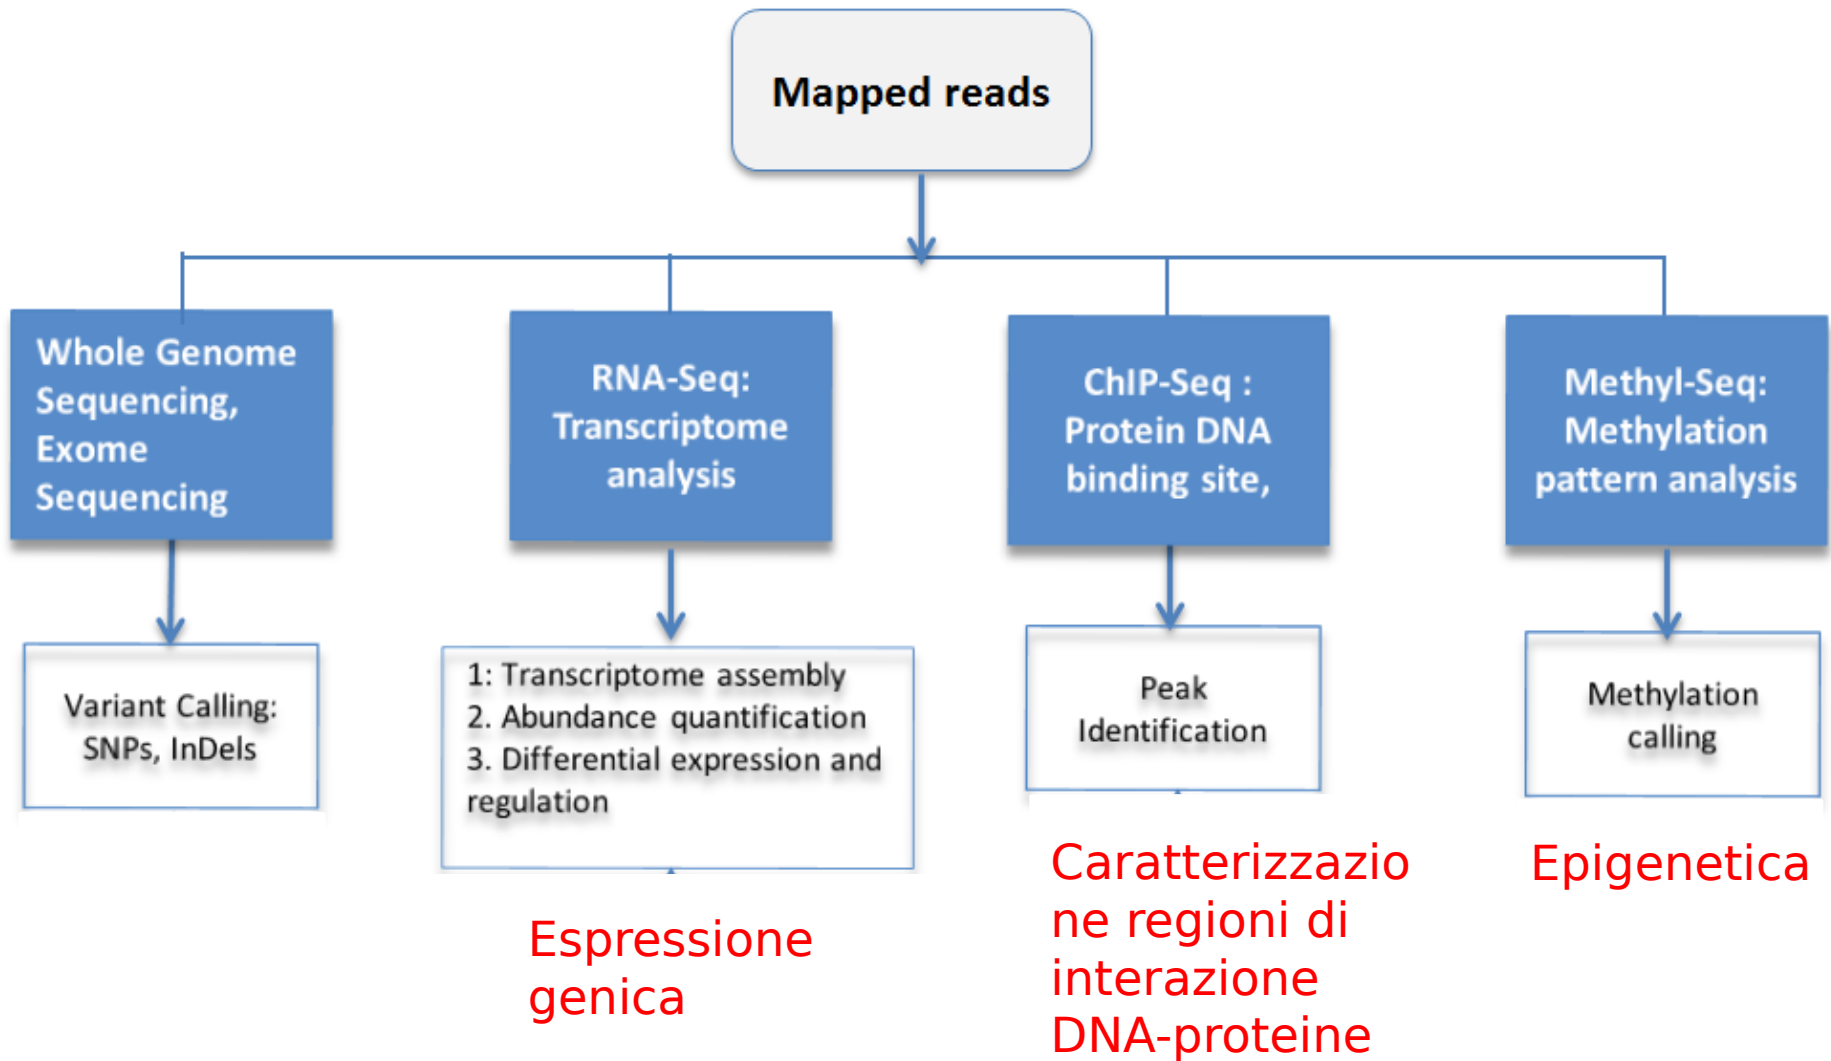 Mapped reads
Whole Genome
Sequencing,
Exome
Sequencing
RNA-Seq:
Transcriptome
analysis
ChIP-Seq :
Protein DNA
binding site,
Methyl-Seq:
Methylation
pattern analysis
Variant Calling:
SNPs, InDels
1: Transcriptome assembly
2. Abundance quantification
3. Differential expression and
regulation
Peak
Identification
Methylation
calling
Espressione
genica
Caratterizzazio
ne regioni di
interazione
DNA-proteine
Epigenetica